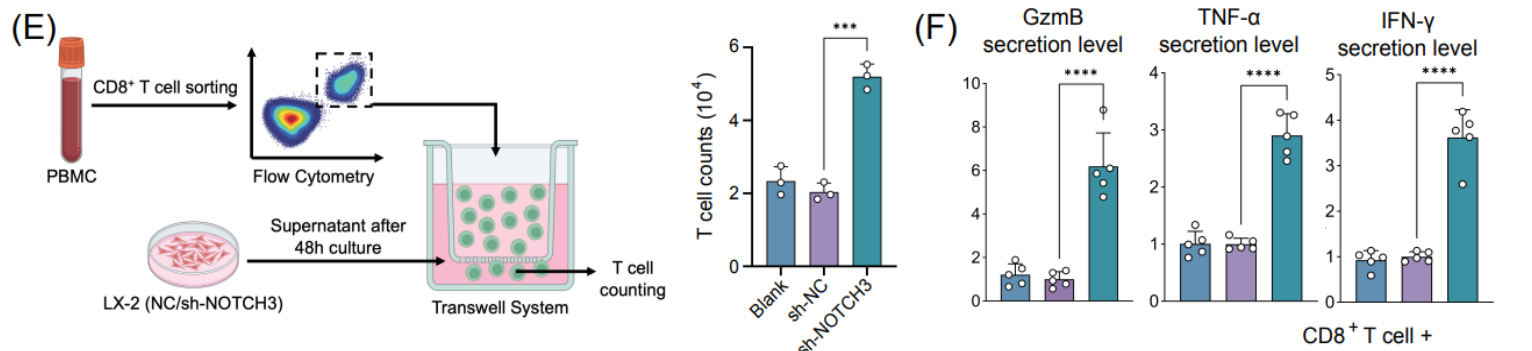 (E)
CD8⁺ T cell sorting
PBMC
Flow Cytometry
Supernatant after
48h culture
LX-2 (NC/sh-NOTCH3)
Transwell System
T cell
counting
T cell counts (10⁴)
6
4
2
0
***
Blank
sh-NC
sh-NOTCH3
(F)
GzmB
secretion level
10
8
6
4
2
0
****
TNF-α
secretion level
4
3
2
1
0
****
IFN-γ
secretion level
5
4
3
2
1
0
****
CD8⁺ T cell +